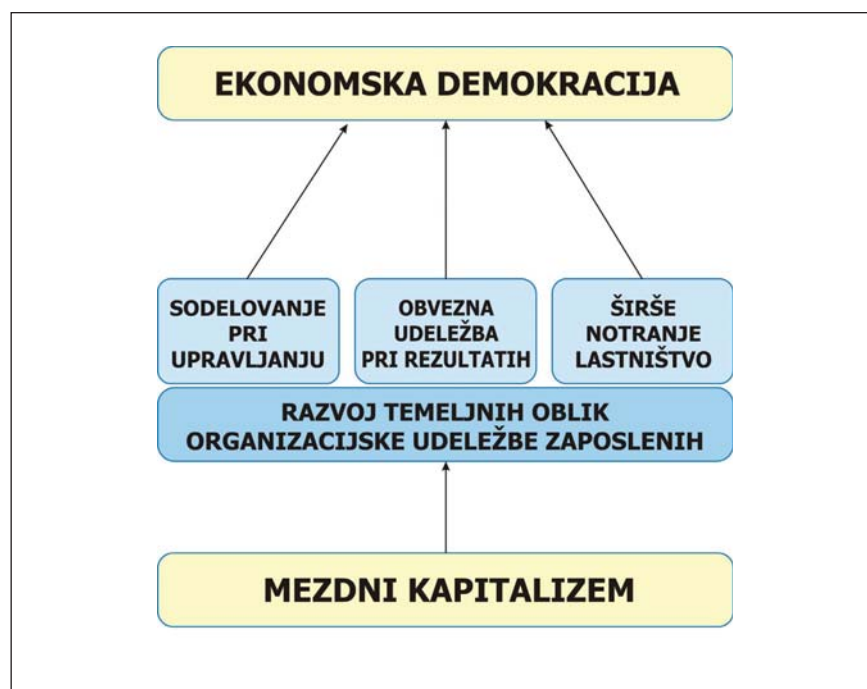 EKONOMSKA DEMOKRACIJA
SODELOVANJE
PRI
UPRAVLJANJU
OBVEZNA
UDELEŽBA
PRI REZULTATIH
ŠIRŠE
NOTRANJE
LASTNIŠTVO
RAZVOJ TEMELJNIH OBLIK
ORGANIZACIJSKE UDELEŽBE ZAPOSLENIH
MEZDNI KAPITALIZEM